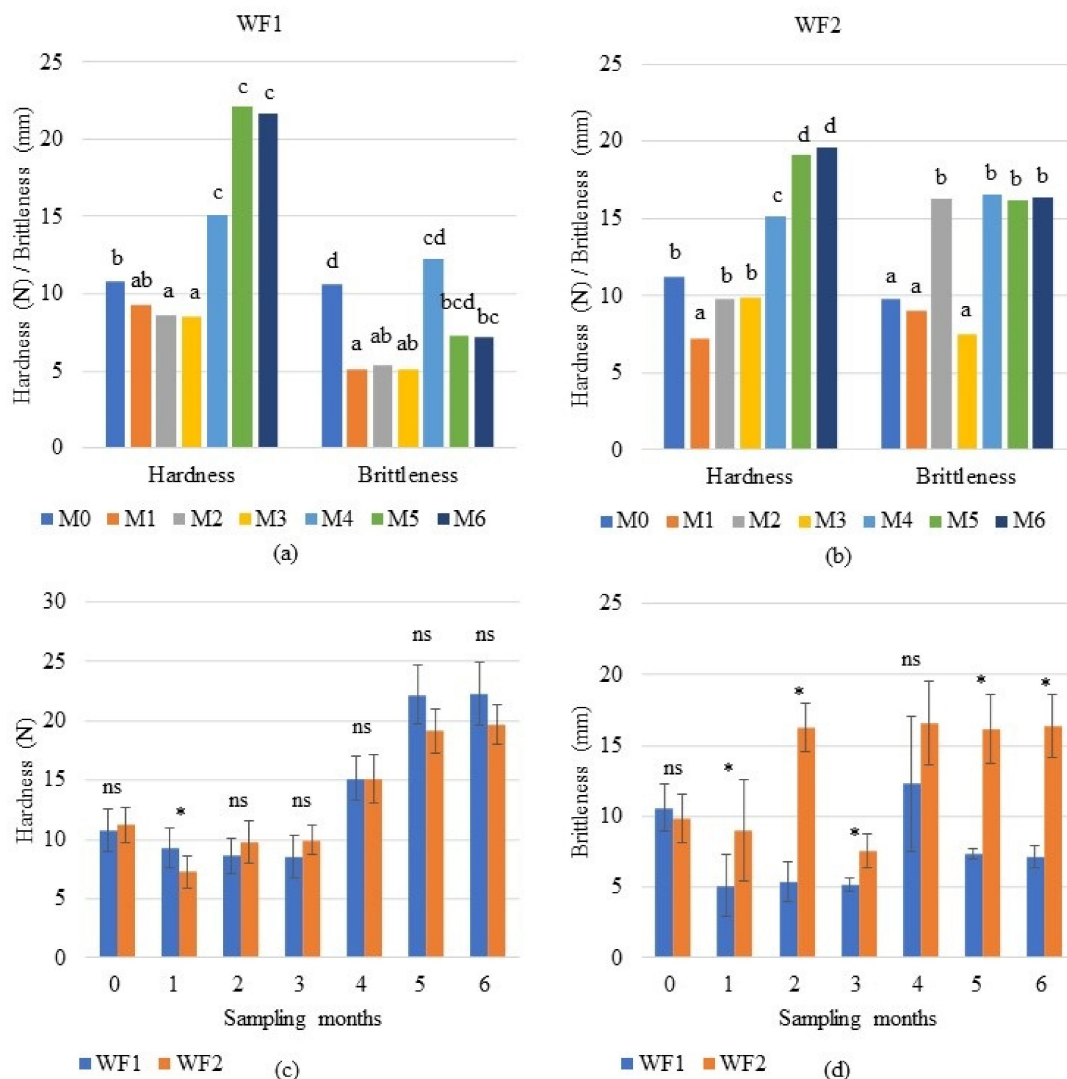 WF1
Hardness (N) / Brittleness (mm)
25
20
15
10
5
0
b ab a a c c c
d a ab ab cd bcd bc
Hardness Brittleness
M0 M1 M2 M3 M4 M5 M6
(a)
WF2
Hardness (N) / Brittleness (mm)
25
20
15
10
5
0
b a b b c d d
a a b a b b b
Hardness Brittleness
M0 M1 M2 M3 M4 M5 M6
(b)
Hardness (N)
30
25
20
15
10
5
0
ns * ns ns ns ns ns
0 1 2 3 4 5 6
Sampling months
WF1 WF2
(c)
Brittleness (mm)
25
20
15
10
5
0
ns * * * ns * *
0 1 2 3 4 5 6
Sampling months
WF1 WF2
(d)